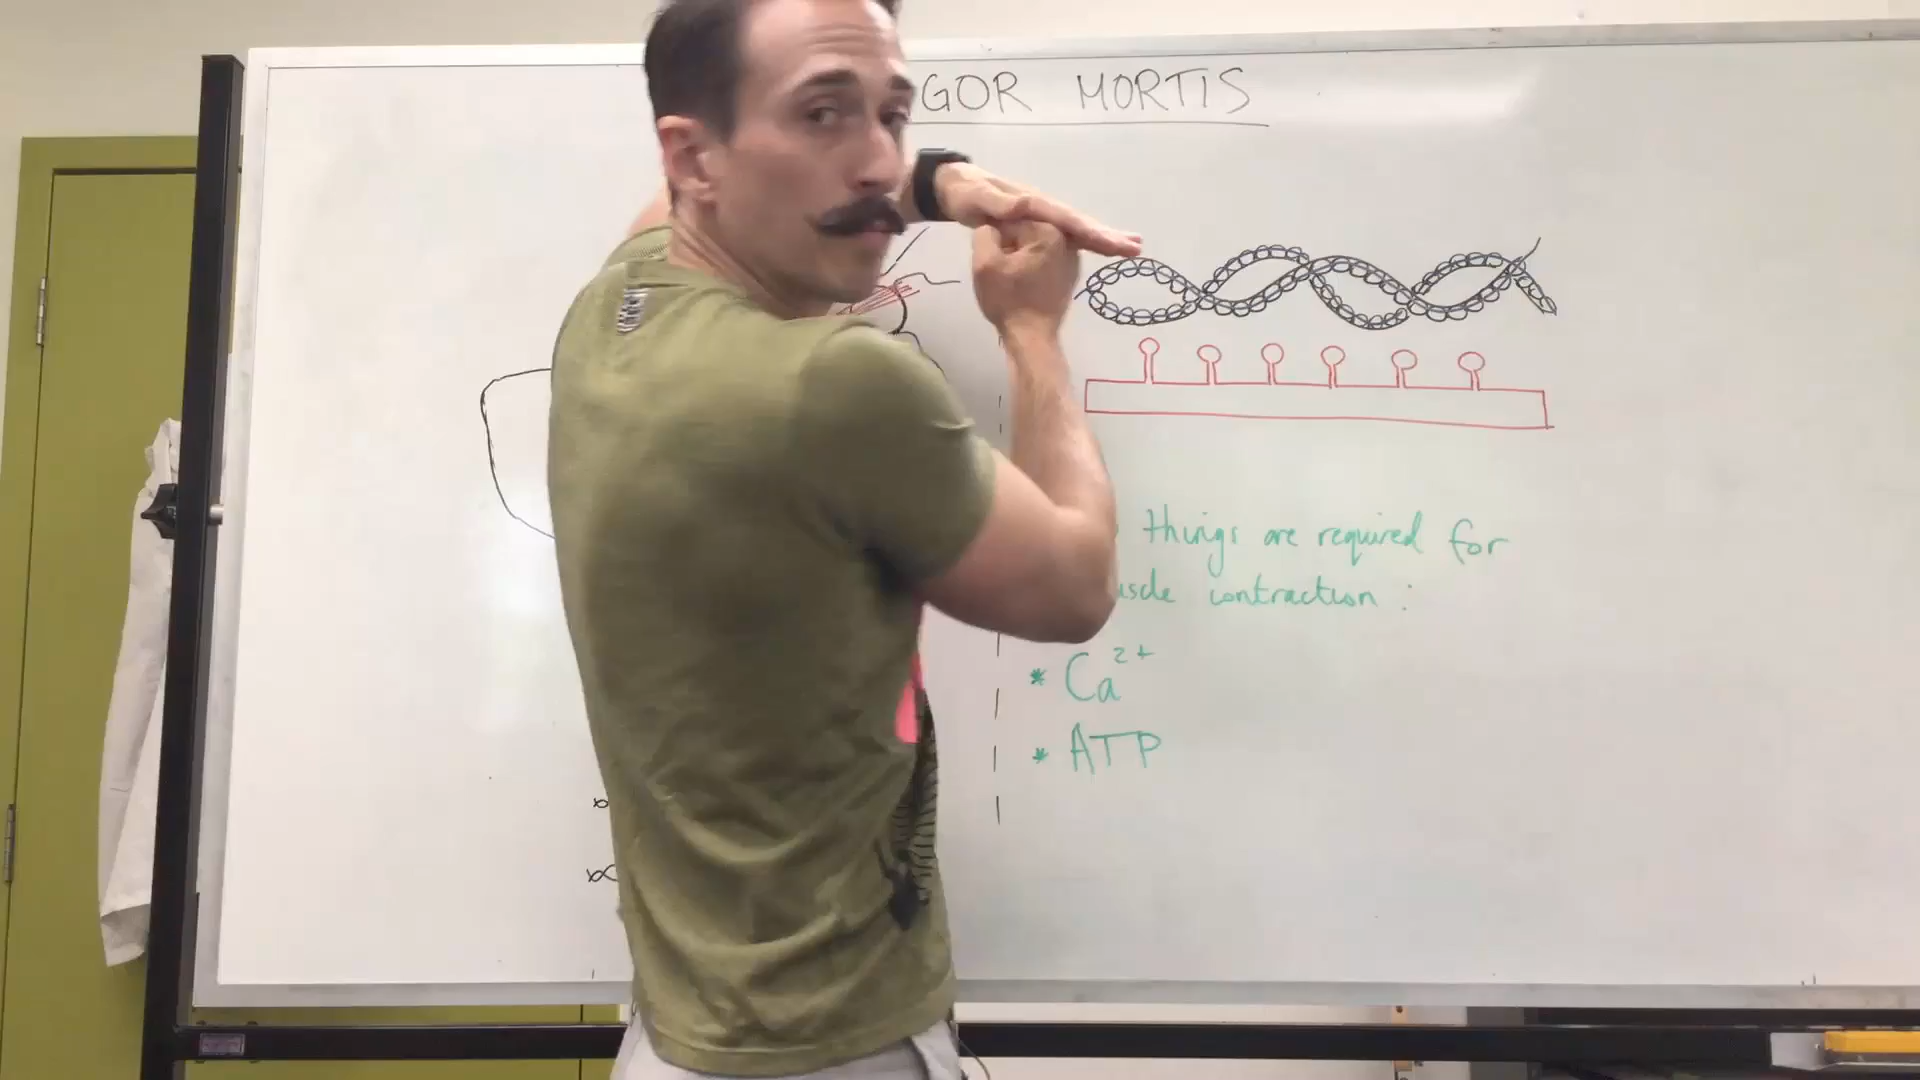 GOR MORTIS
things are required for
uscle contraction :
* Ca²⁺
* ATP